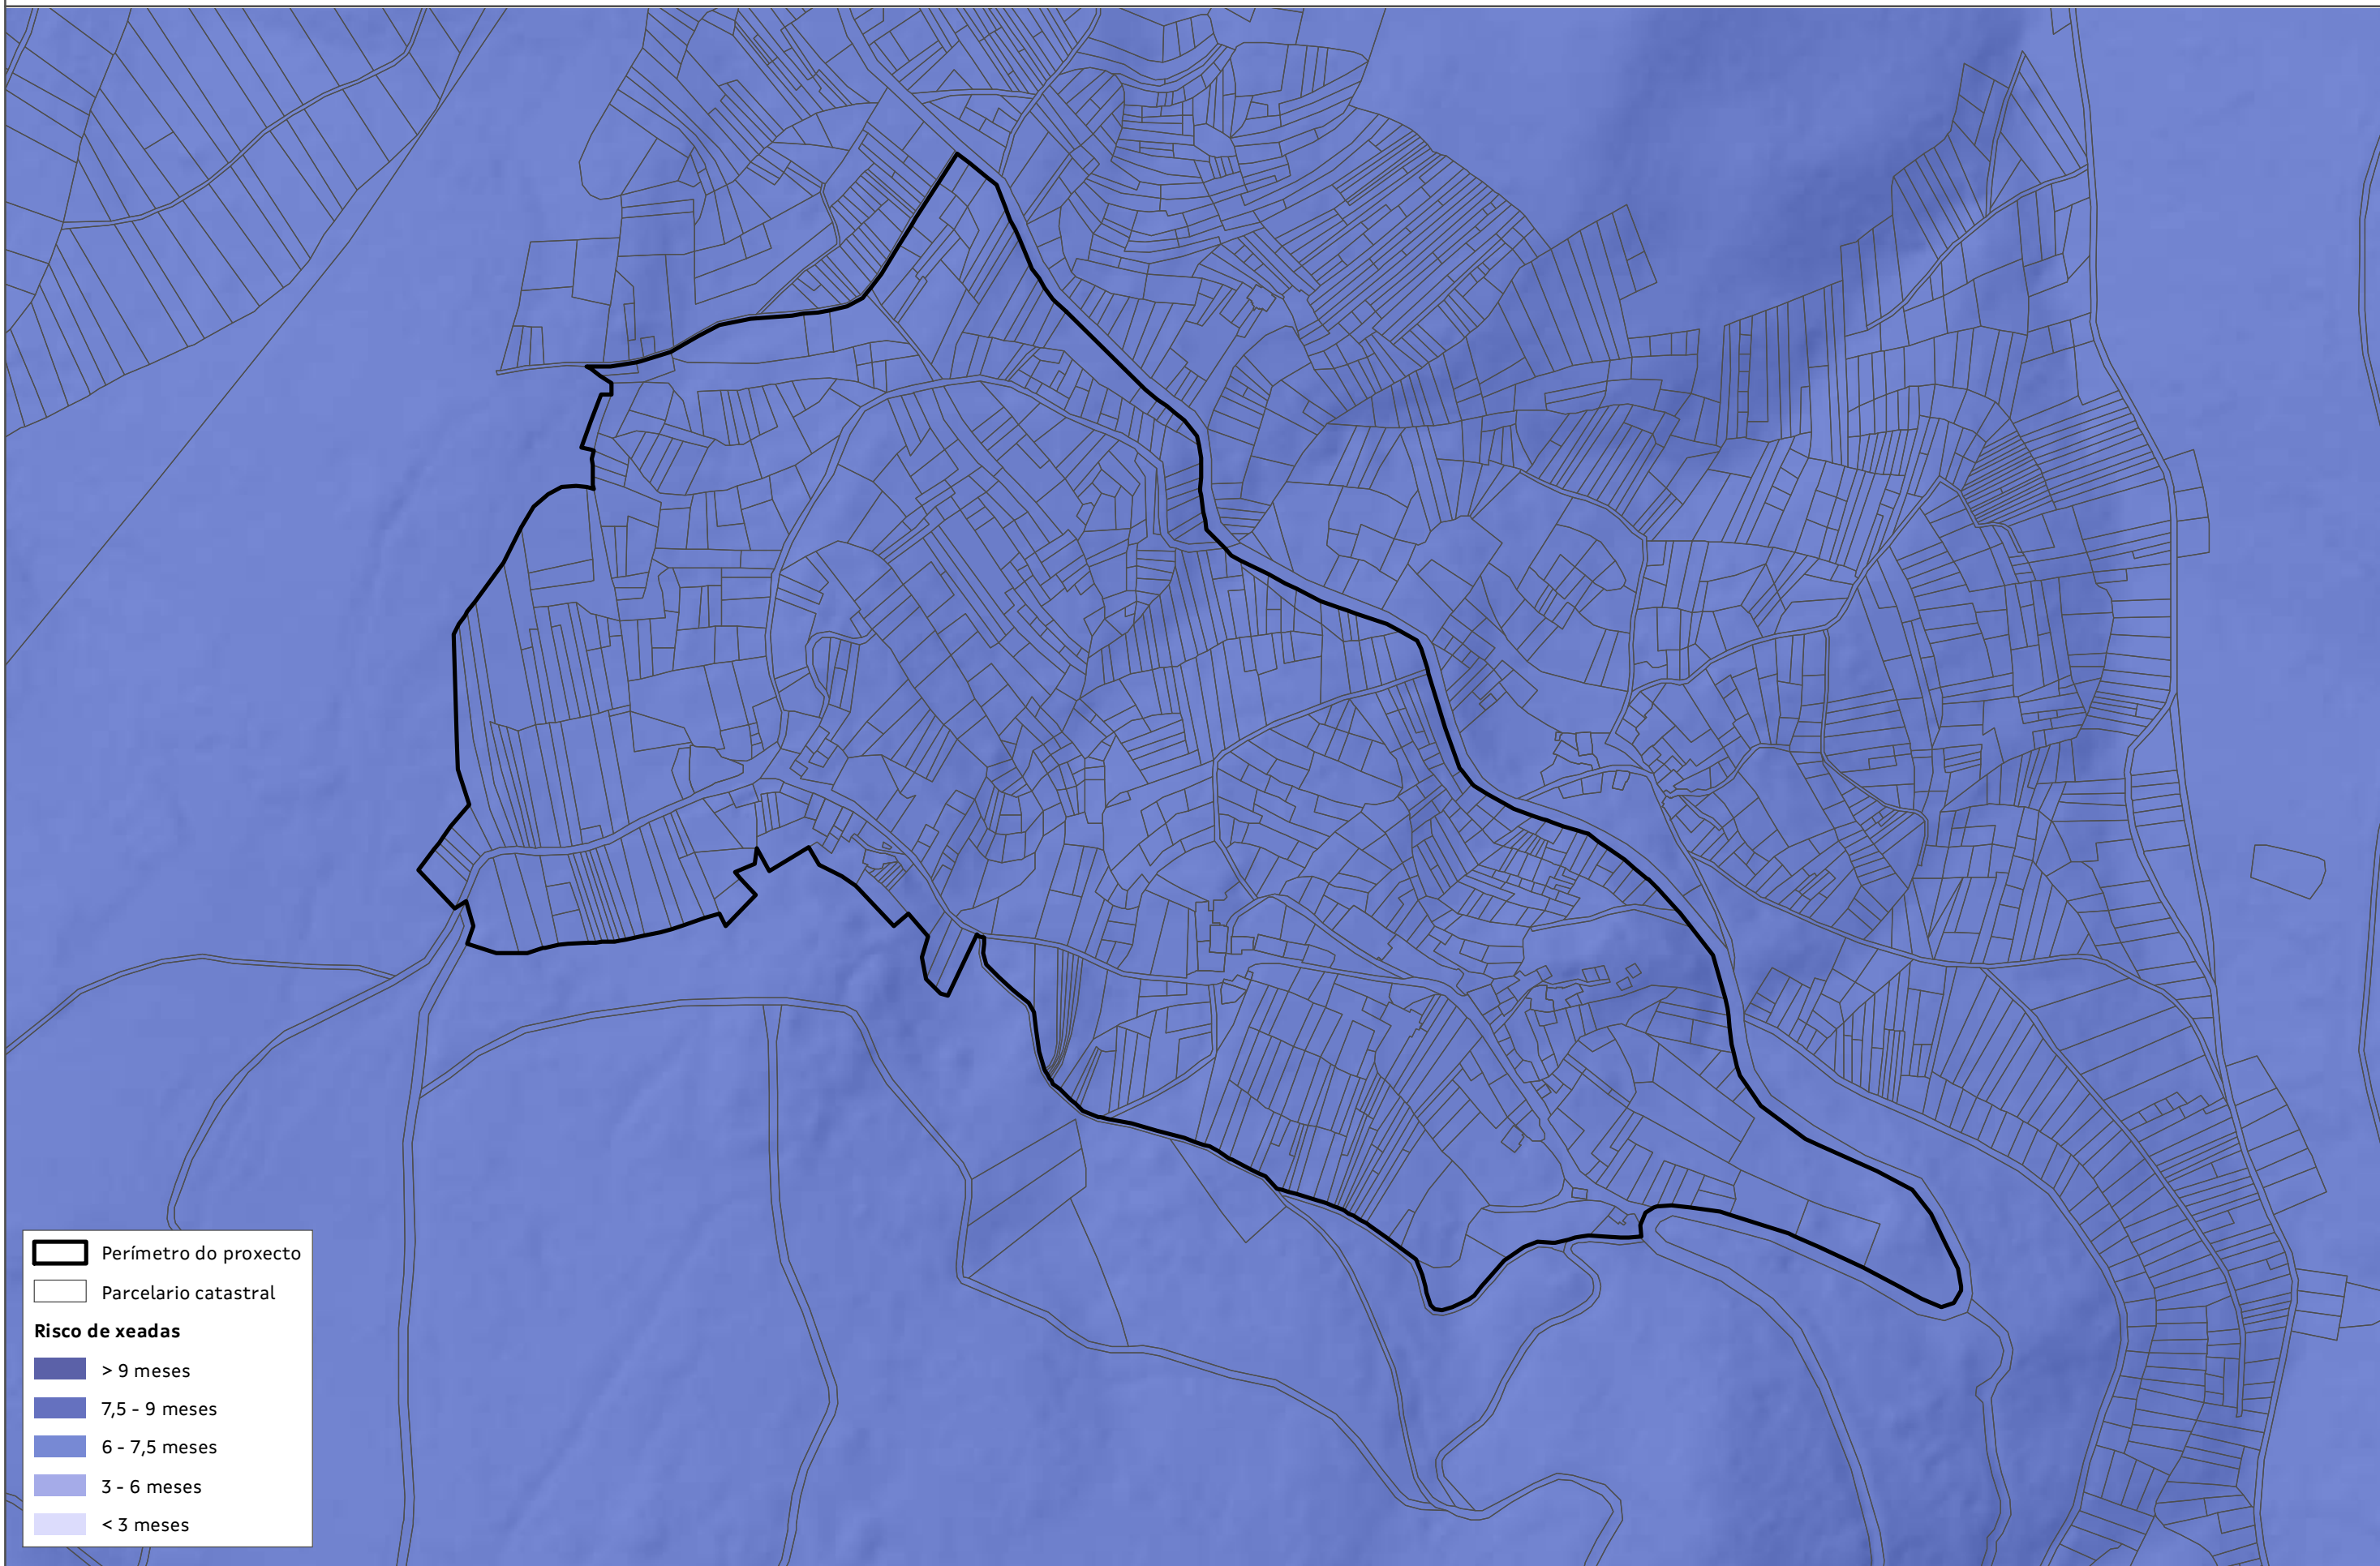 Perímetro do proxecto
Parcelario catastral
Risco de xeadas
> 9 meses
7,5 - 9 meses
6 - 7,5 meses
3 - 6 meses
< 3 meses